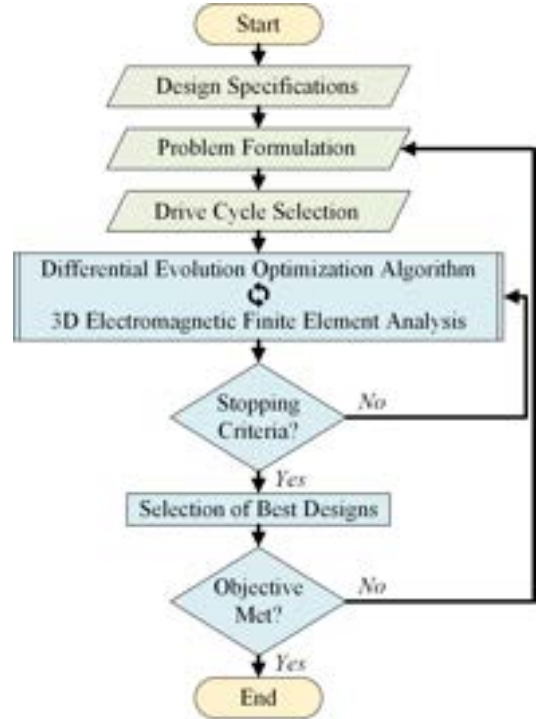 Start
Design Specifications
Problem Formulation
Drive Cycle Selection
Differential Evolution Optimization Algorithm
3D Electromagnetic Finite Element Analysis
Stopping
Criteria?
No
Yes
Selection of Best Designs
Objective
Met?
No
Yes
End